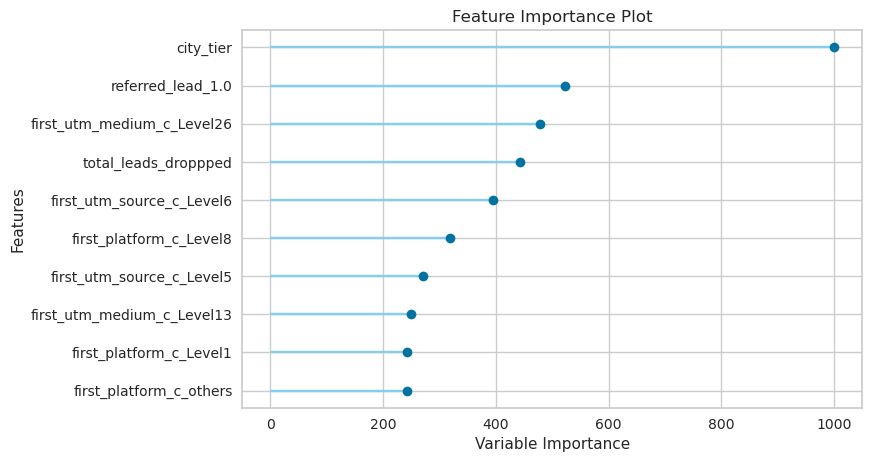 Feature Importance Plot
city_tier
referred_lead_1.0
first_utm_medium_c_Level26
total_leads_droppped
first_utm_source_c_Level6
first_platform_c_Level8
first_utm_source_c_Level5
first_utm_medium_c_Level13
first_platform_c_Level1
first_platform_c_others
Features
0 200 400 600 800 1000
Variable Importance